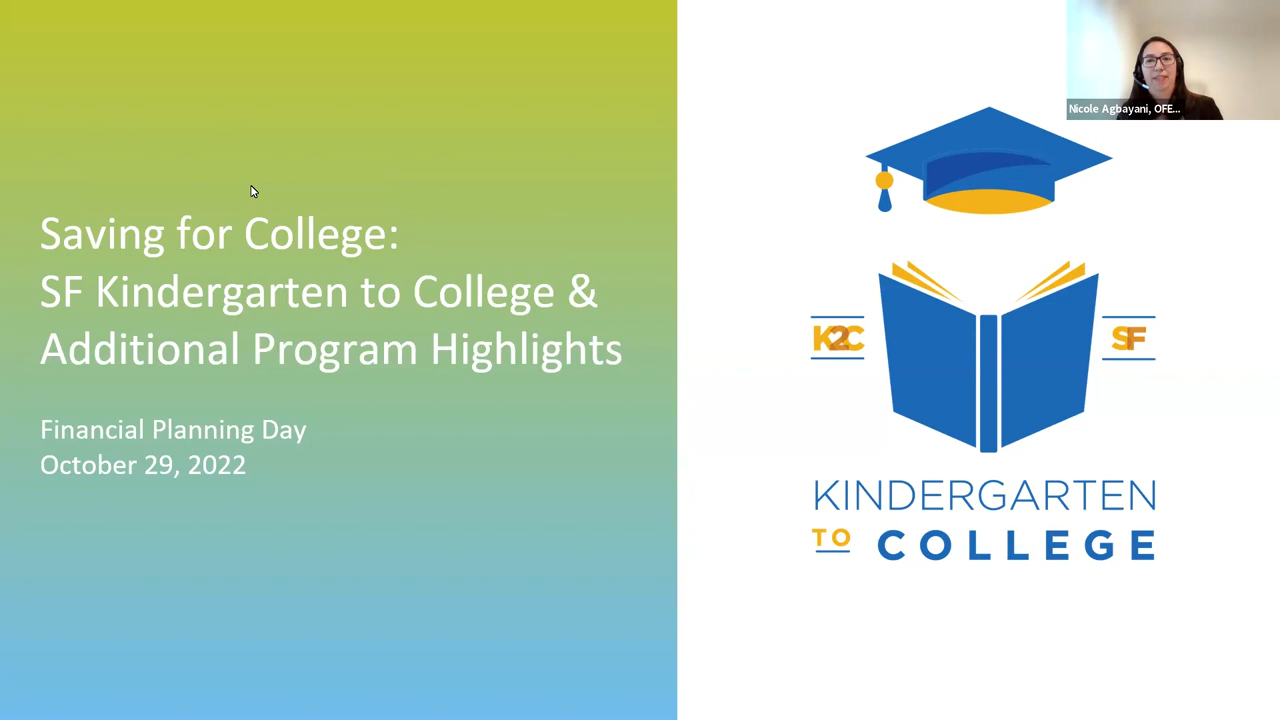 Saving for College:
SF Kindergarten to College &
Additional Program Highlights
Financial Planning Day
October 29, 2022
Nicole Agbayani, OFE...
K2C
SF
KINDERGARTEN
TO COLLEGE